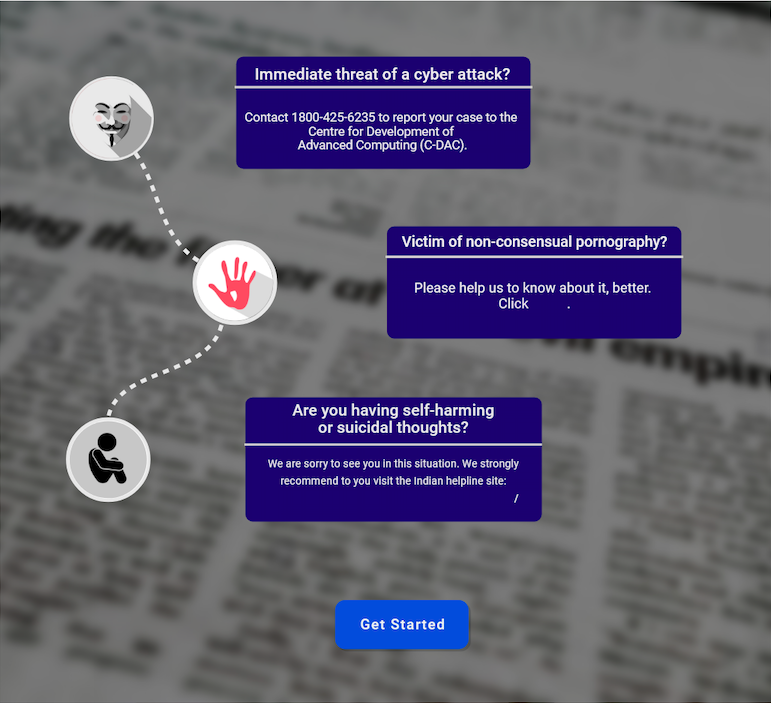 Immediate threat of a cyber attack?
Contact 1800-425-6235 to report your case to the
Centre for Development of
Advanced Computing (C-DAC).
Victim of non-consensual pornography?
Please help us to know about it, better.
Click .
Are you having self-harming
or suicidal thoughts?
We are sorry to see you in this situation. We strongly
recommend to you visit the Indian helpline site:
/
Get Started